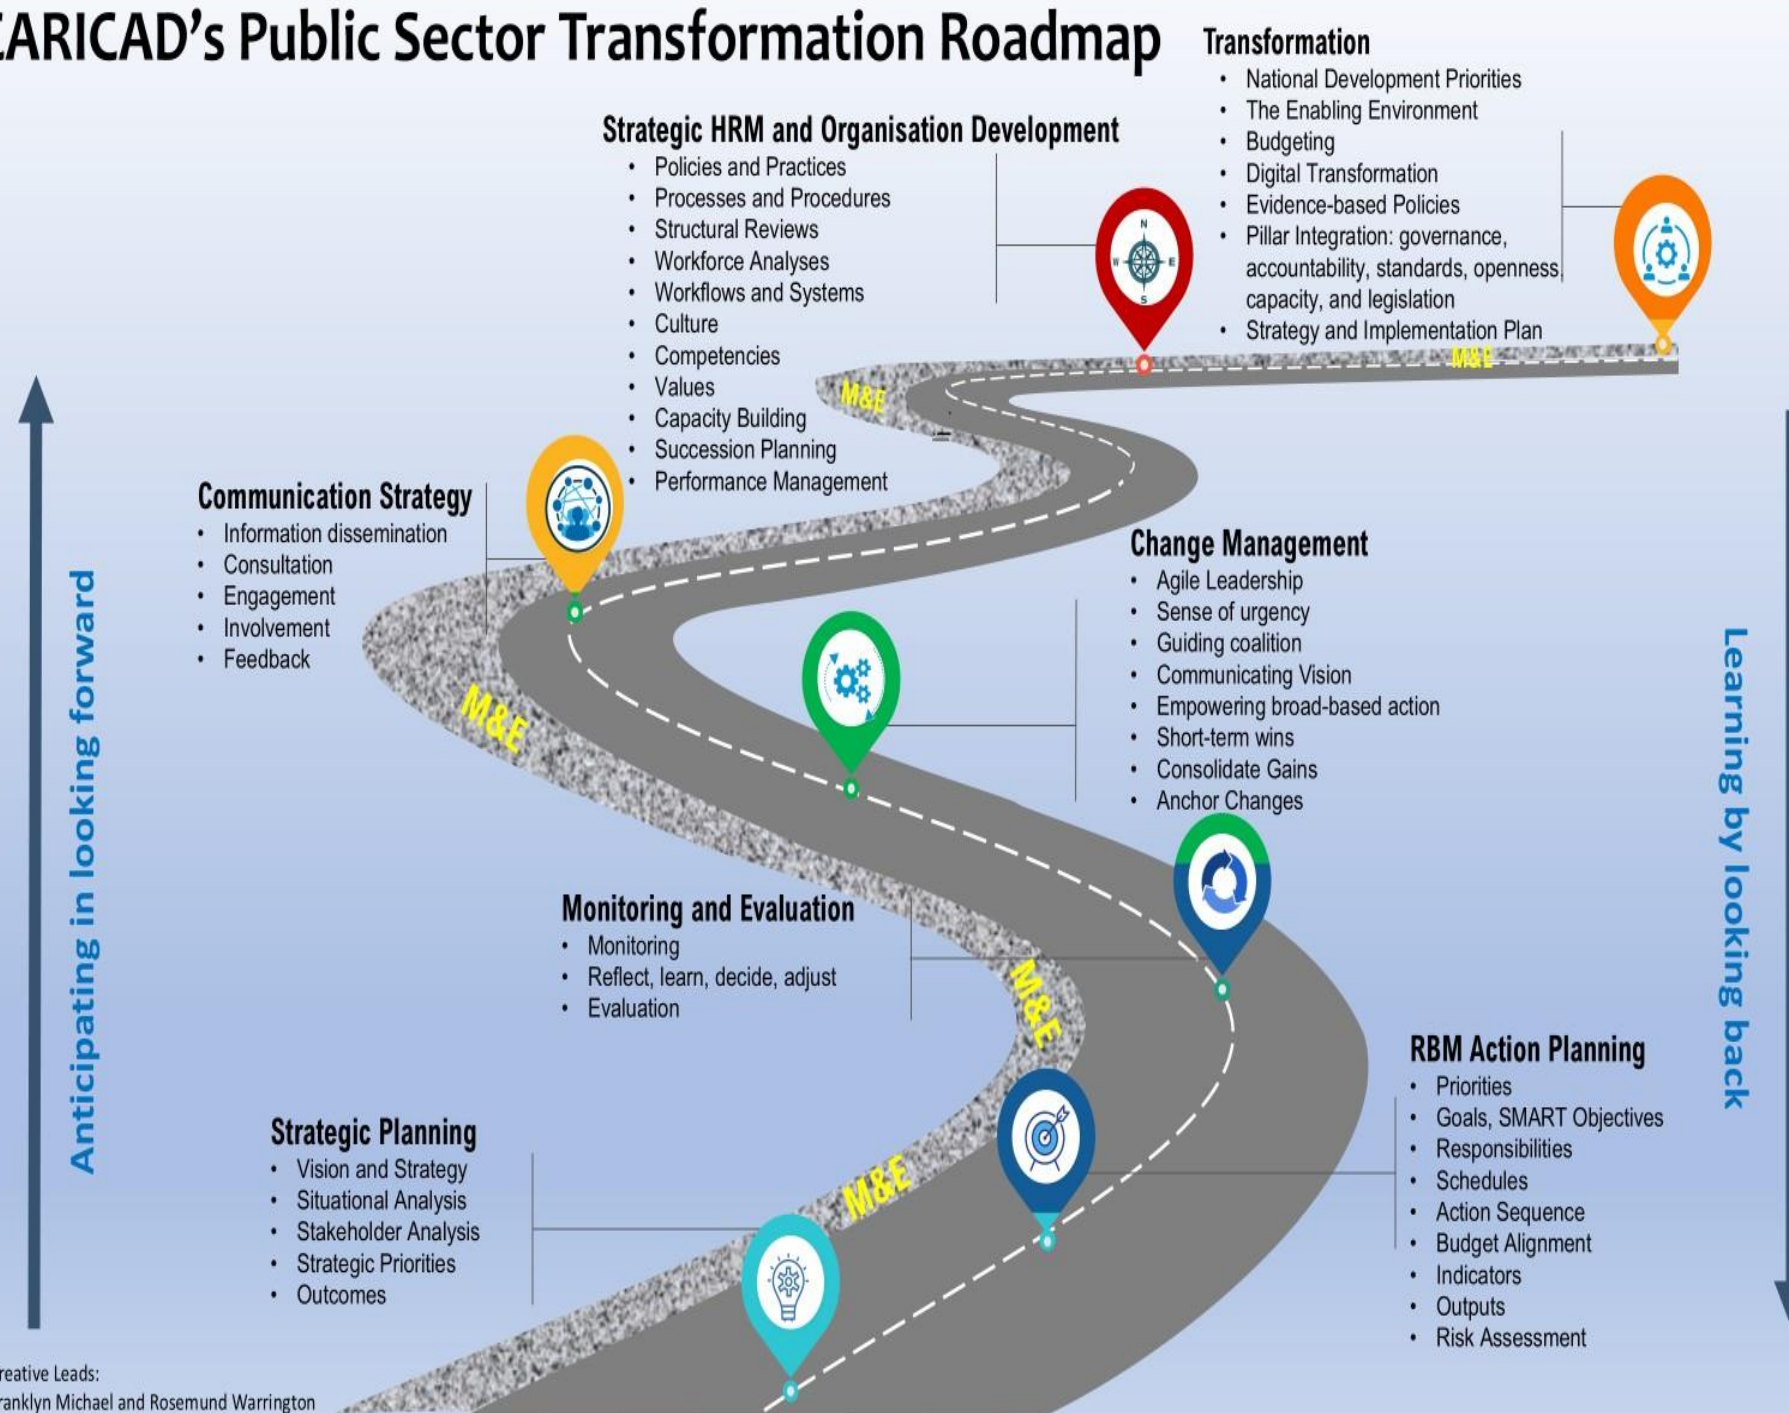 CARICAD's Public Sector Transformation Roadmap
Transformation
• National Development Priorities
• The Enabling Environment
• Budgeting
• Digital Transformation
• Evidence-based Policies
• Pillar Integration: governance,
accountability, standards, openness,
capacity, and legislation
• Strategy and Implementation Plan
Strategic HRM and Organisation Development
• Policies and Practices
• Processes and Procedures
• Structural Reviews
• Workforce Analyses
• Workflows and Systems
• Culture
• Competencies
• Values
• Capacity Building
• Succession Planning
• Performance Management
N
W
E
S
M&E
M&E
Communication Strategy
• Information dissemination
• Consultation
• Engagement
• Involvement
• Feedback
M&E
Change Management
• Agile Leadership
• Sense of urgency
• Guiding coalition
• Communicating Vision
• Empowering broad-based action
• Short-term wins
• Consolidate Gains
• Anchor Changes
Monitoring and Evaluation
• Monitoring
• Reflect, learn, decide, adjust
• Evaluation
M&E
RBM Action Planning
• Priorities
• Goals, SMART Objectives
• Responsibilities
• Schedules
• Action Sequence
• Budget Alignment
• Indicators
• Outputs
• Risk Assessment
Strategic Planning
• Vision and Strategy
• Situational Analysis
• Stakeholder Analysis
• Strategic Priorities
• Outcomes
M&E
Anticipating in looking forward
Learning by looking back
reative Leads:
ranklyn Michael and Rosemund Warrington